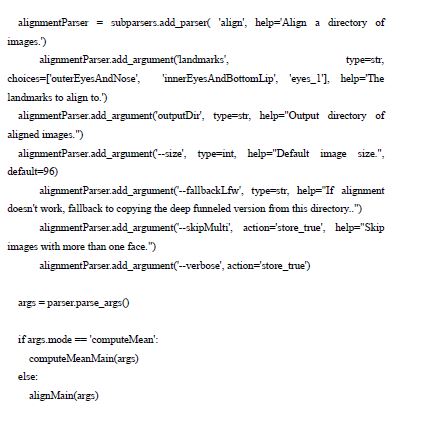 alignmentParser = subparsers.add_parser( 'align', help='Align a directory of
images.')
alignmentParser.add_argument('landmarks', type=str,
choices=['outerEyesAndNose', 'innerEyesAndBottomLip', 'eyes_1'], help='The
landmarks to align to.')
alignmentParser.add_argument('outputDir', type=str, help="Output directory of
aligned images.")
alignmentParser.add_argument('--size', type=int, help="Default image size.",
default=96)
alignmentParser.add_argument('--fallbackLfw', type=str, help="If alignment
doesn't work, fallback to copying the deep funneled version from this directory..")
alignmentParser.add_argument('--skipMulti', action='store_true', help="Skip
images with more than one face.")
alignmentParser.add_argument('--verbose', action='store_true')
args = parser.parse_args()
if args.mode == 'computeMean':
computeMeanMain(args)
else:
alignMain(args)